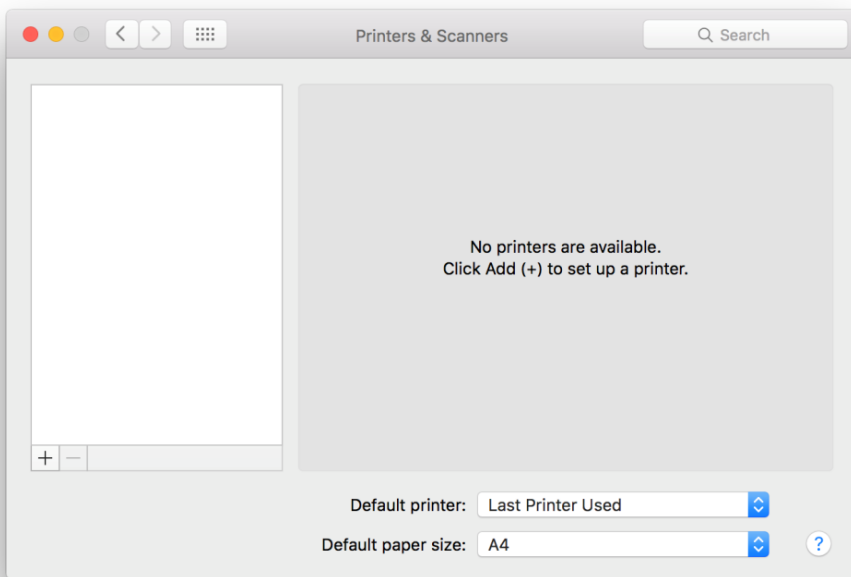 Printers & Scanners
Search
No printers are available.
Click Add (+) to set up a printer.
+ −
Default printer: Last Printer Used
Default paper size: A4
?